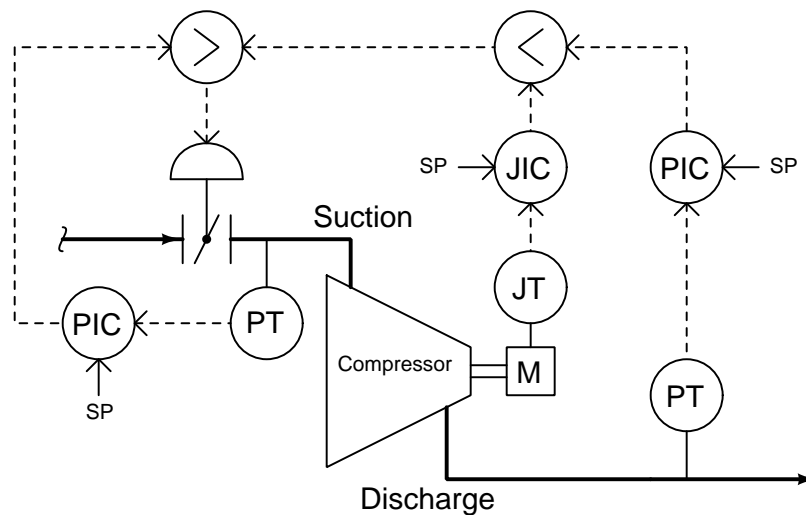 >
<
SP
JIC
PIC
SP
Suction
JT
PIC
PT
Compressor
M
SP
PT
Discharge